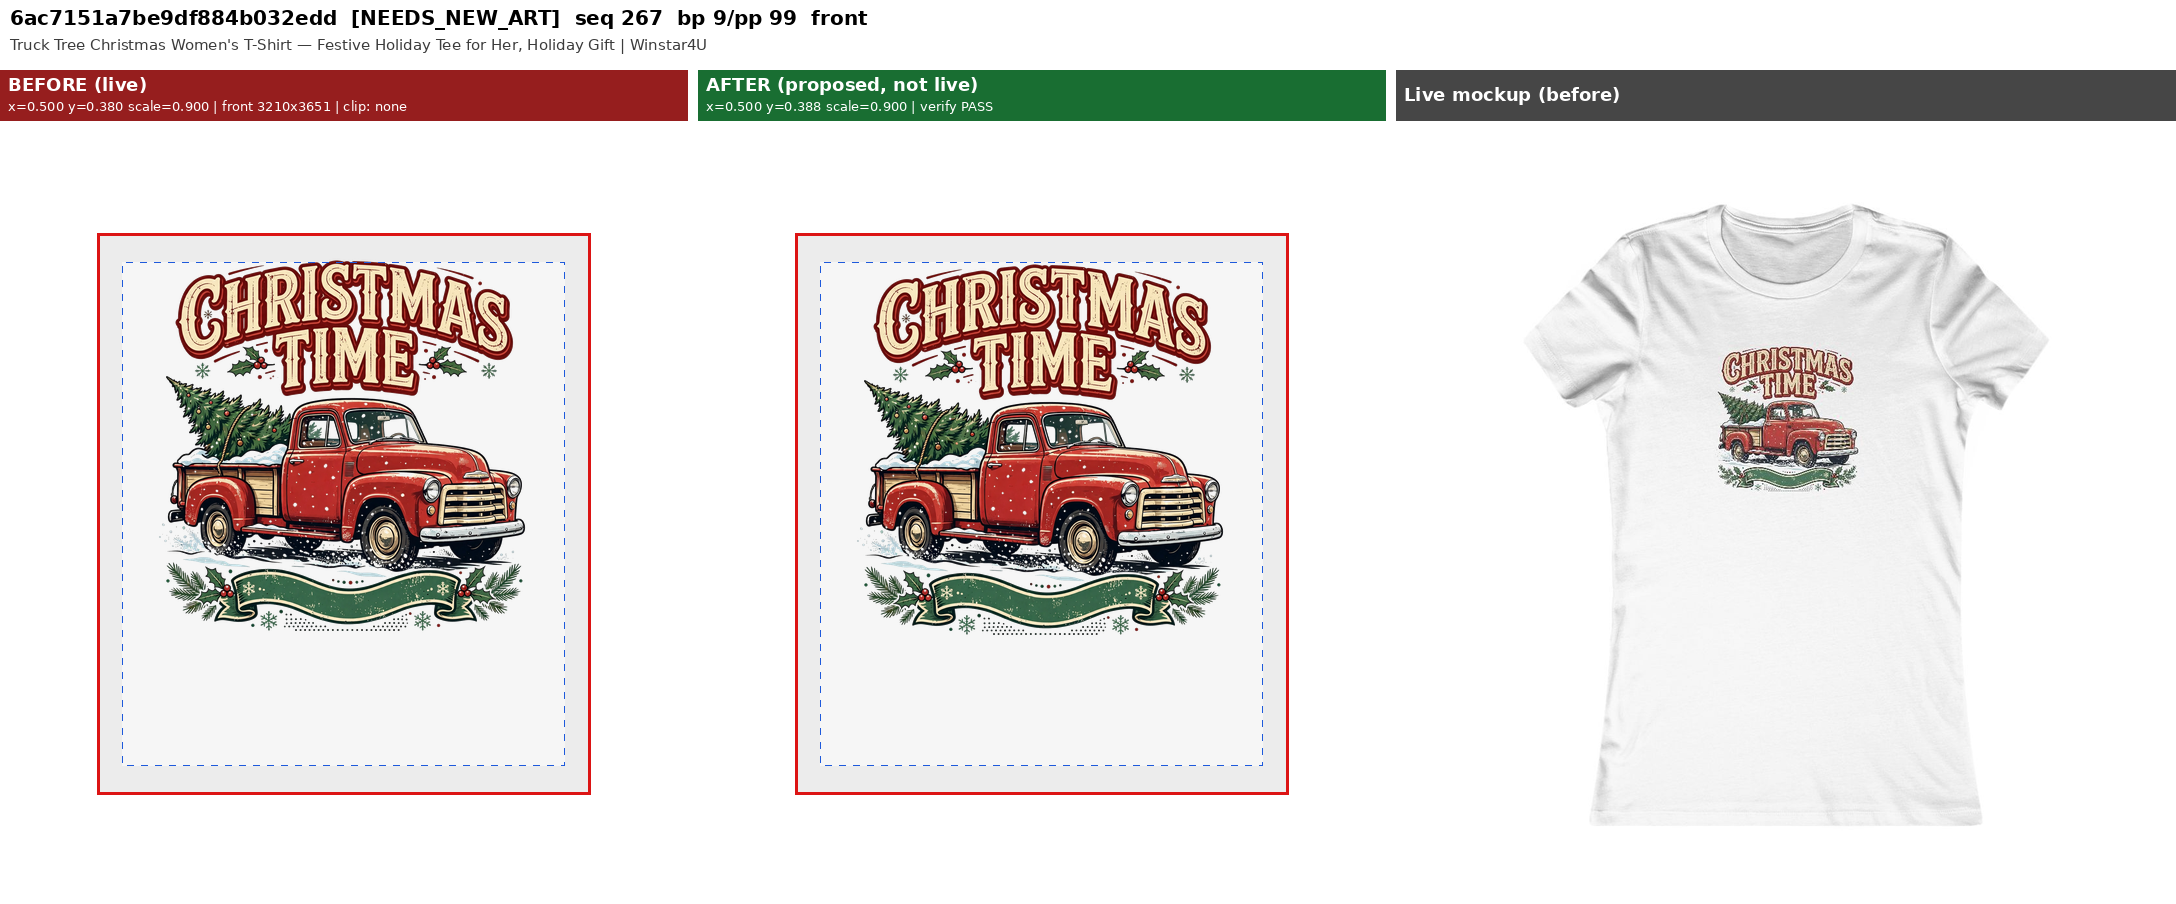 6ac7151a7be9df884b032edd  [NEEDS_NEW_ART]  seq 267  bp 9/pp 99  front
Truck Tree Christmas Women's T-Shirt — Festive Holiday Tee for Her, Holiday Gift | Winstar4U
BEFORE (live)
x=0.500 y=0.380 scale=0.900 | front 3210x3651 | clip: none
AFTER (proposed, not live)
x=0.500 y=0.388 scale=0.900 | verify PASS
Live mockup (before)
CHRISTMAS
TIME
CHRISTMAS
TIME
CHRISTMAS
TIME